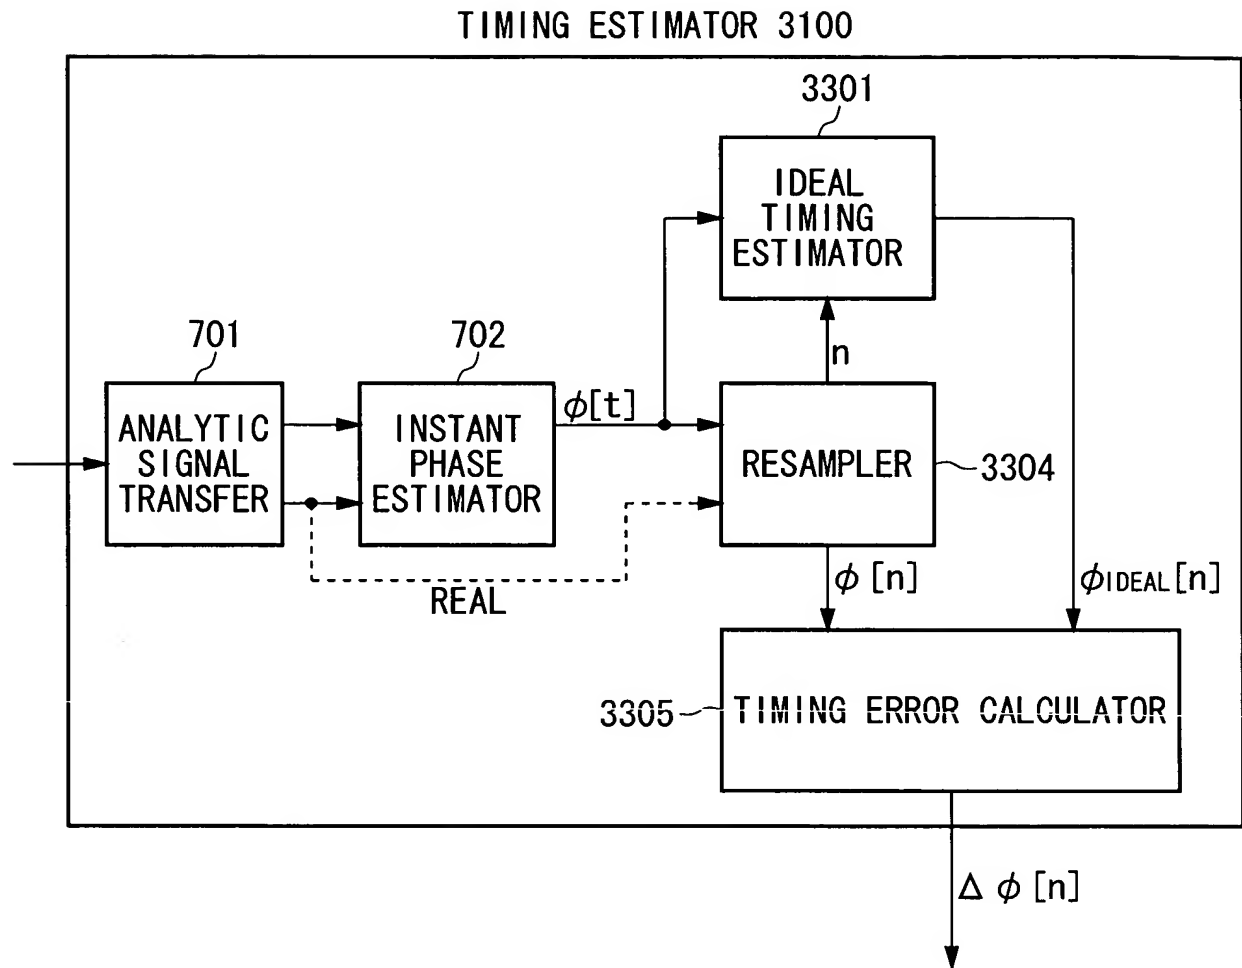 TIMING ESTIMATOR 3100
3301
IDEAL
TIMING
ESTIMATOR
701
702
n
ANALYTIC
SIGNAL
TRANSFER
INSTANT
PHASE
ESTIMATOR
ϕ[t]
RESAMPLER
3304
REAL
ϕ[n]
ϕIDEAL[n]
3305
TIMING ERROR CALCULATOR
Δϕ[n]